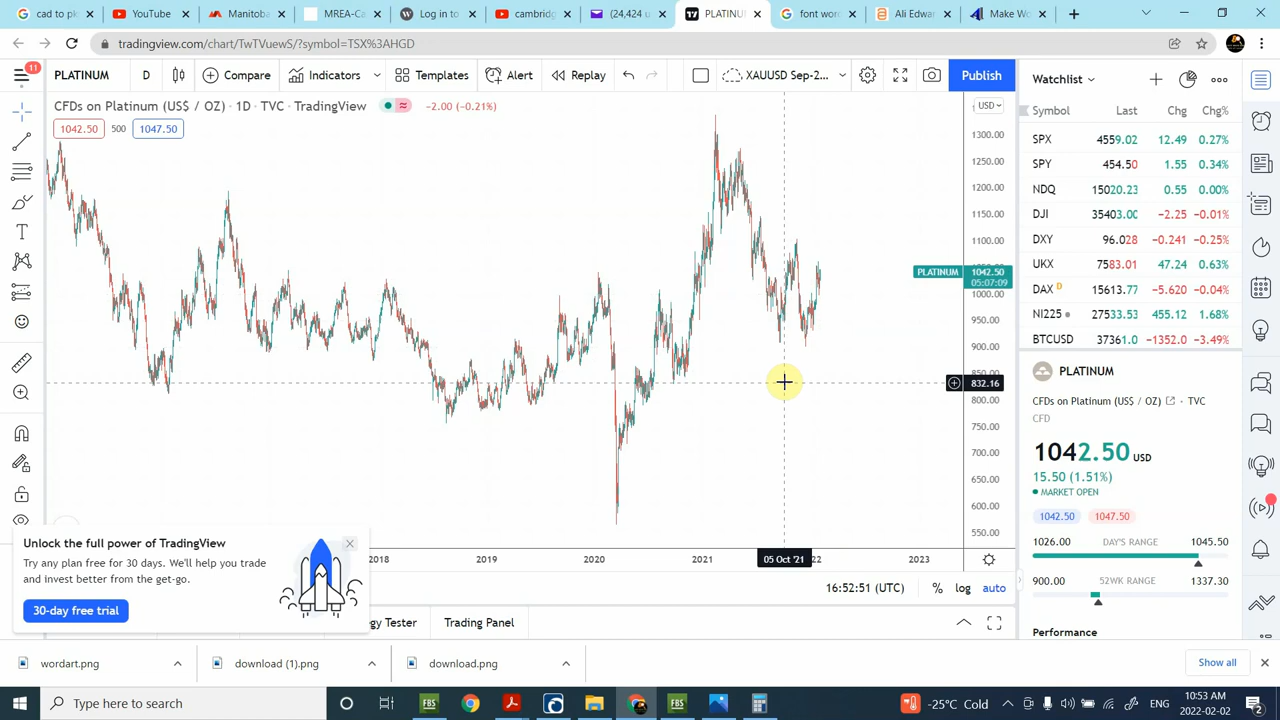 cad to pk
YouTube
Manitoba
MREA-Ca
Log in to
cambridg
(24,424 u
PLATINU
font word
Ali Edwar
Make Wo
tradingview.com/chart/TwTVuewS/?symbol=TSX%3AHGD
11
PLATINUM
D
Compare
Indicators
Templates
Alert
Replay
XAUUSD Sep-2...
Publish
CFDs on Platinum (US$ / OZ) · 1D · TVC · TradingView
−2.00 (−0.21%)
1042.50
500
1047.50
USD
1300.00
1250.00
1200.00
1150.00
1100.00
PLATINUM 1042.50
05:07:09
1000.00
950.00
900.00
850.00
832.16
800.00
750.00
700.00
650.00
600.00
550.00
2018
2019
2020
2021
05 Oct '21
22
2023
16:52:51 (UTC)
%
log
auto
Unlock the full power of TradingView
Try any plan free for 30 days. We'll help you trade
and invest better from the get-go.
30-day free trial
gy Tester
Trading Panel
Watchlist
Symbol Last Chg Chg%
SPX 4559.02 12.49 0.27%
SPY 454.50 1.55 0.34%
NDQ 15020.23 0.55 0.00%
DJI 35403.00 −2.25 −0.01%
DXY 96.028 −0.241 −0.25%
UKX 7583.01 47.24 0.63%
DAX D 15613.77 −5.620 −0.04%
NI225 27533.53 455.12 1.68%
BTCUSD 37361.0 −1352.0 −3.49%
PLATINUM
CFDs on Platinum (US$ / OZ) · TVC
CFD
1042.50 USD
15.50 (1.51%)
MARKET OPEN
1042.50
1047.50
1026.00 DAY'S RANGE 1045.50
900.00 52WK RANGE 1337.30
Performance
wordart.png
download (1).png
download.png
Show all
Type here to search
FBS
FBS
-25°C Cold
ENG
10:53 AM
2022-02-02
2